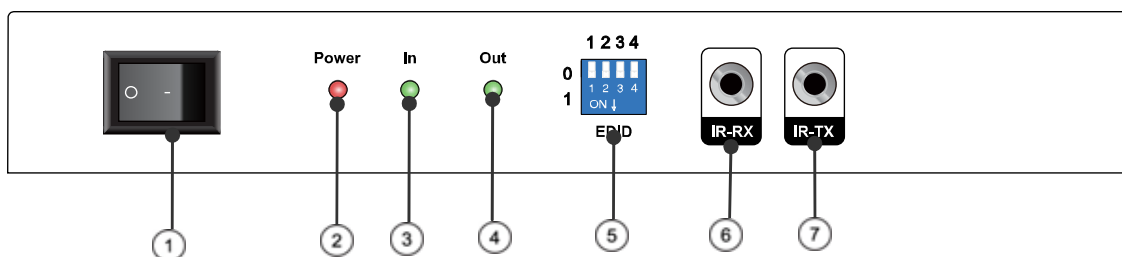 Power In Out
1 2 3 4
0
1 2 3 4
1
ON ↓
EDID
IR-RX IR-TX
1 2 3 4 5 6 7